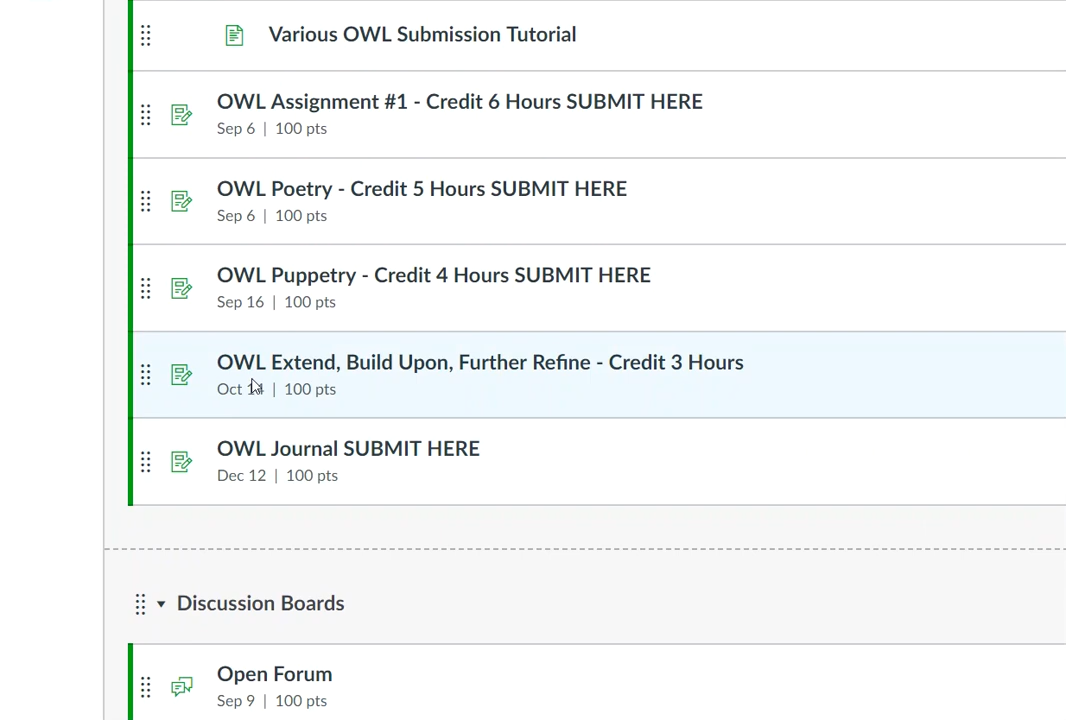 Various OWL Submission Tutorial
OWL Assignment #1 - Credit 6 Hours SUBMIT HERE
Sep 6 | 100 pts
OWL Poetry - Credit 5 Hours SUBMIT HERE
Sep 6 | 100 pts
OWL Puppetry - Credit 4 Hours SUBMIT HERE
Sep 16 | 100 pts
OWL Extend, Build Upon, Further Refine - Credit 3 Hours
Oct 14 | 100 pts
OWL Journal SUBMIT HERE
Dec 12 | 100 pts
Discussion Boards
Open Forum
Sep 9 | 100 pts